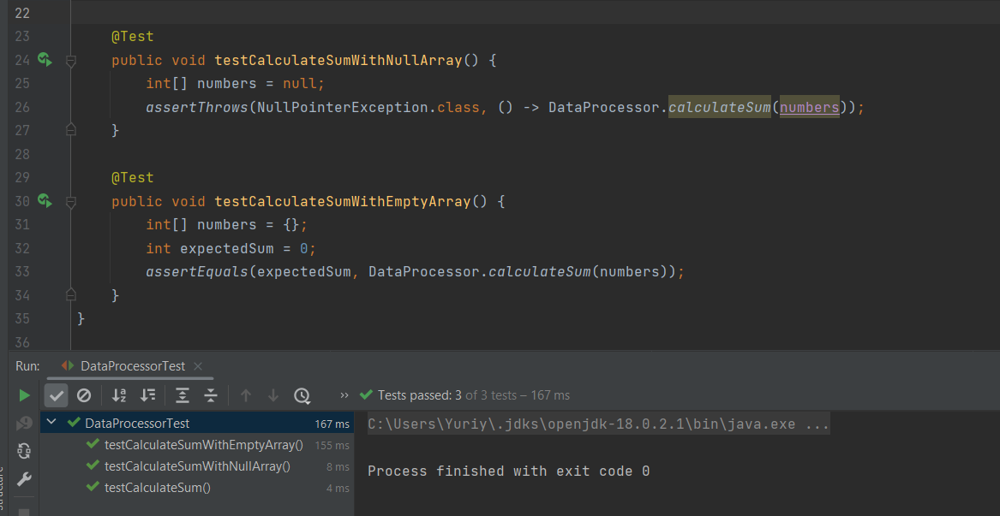 22
23 @Test
24 public void testCalculateSumWithNullArray() {
25 int[] numbers = null;
26 assertThrows(NullPointerException.class, () -> DataProcessor.calculateSum(numbers));
27 }
28
29 @Test
30 public void testCalculateSumWithEmptyArray() {
31 int[] numbers = {};
32 int expectedSum = 0;
33 assertEquals(expectedSum, DataProcessor.calculateSum(numbers));
34 }
35 }
36
Run: DataProcessorTest
Tests passed: 3 of 3 tests – 167 ms
DataProcessorTest 167 ms
testCalculateSumWithEmptyArray() 155 ms
testCalculateSumWithNullArray() 8 ms
testCalculateSum() 4 ms
C:\Users\Yuriy\.jdks\openjdk-18.0.2.1\bin\java.exe ...
Process finished with exit code 0